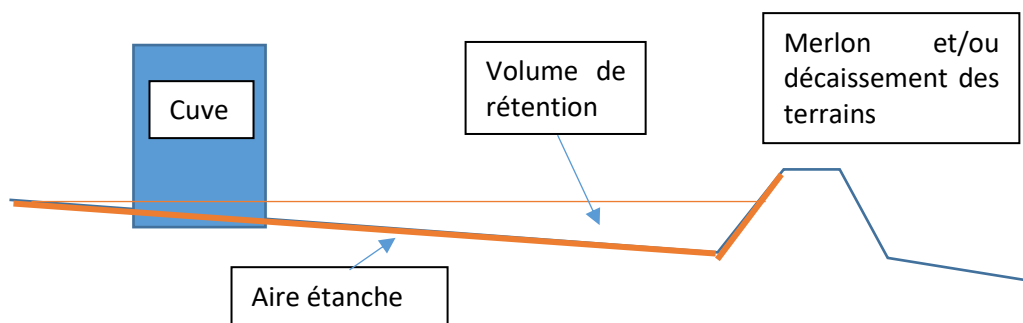 Cuve
Volume de
rétention
Merlon et/ou
décaissement des
terrains
Aire étanche